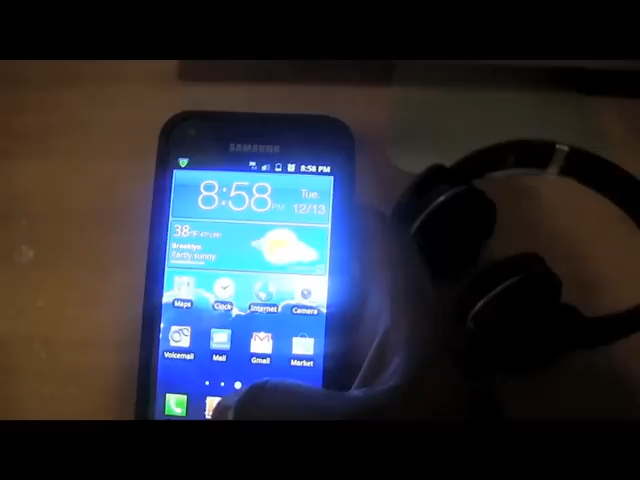 SAMSUNG
8:58 PM
8:58 PM
Tue.
12/13
38°
Brooklyn
Partly sunny
Maps Clock Internet Camera
Voicemail Mail Gmail Market